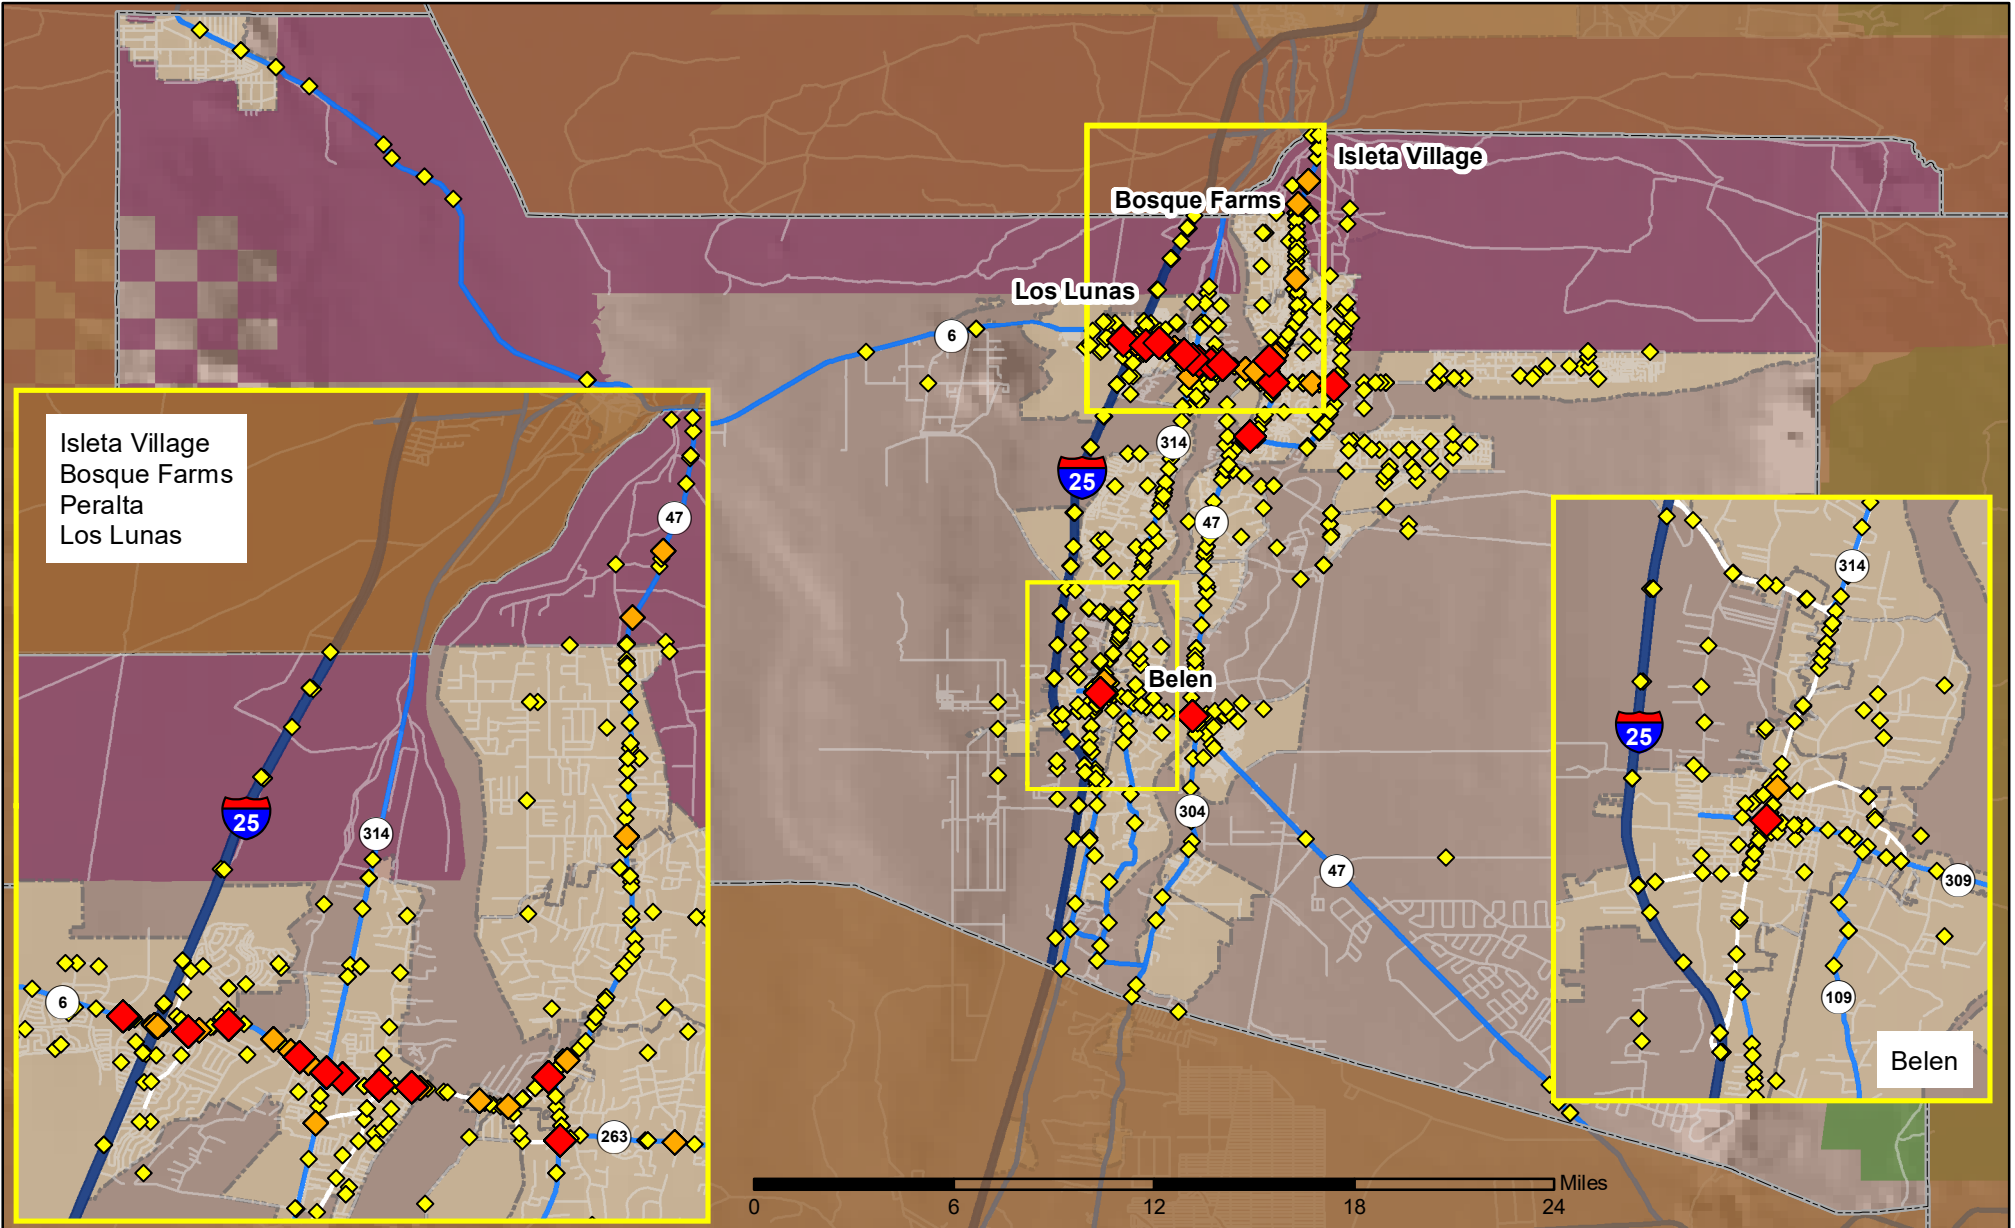 Isleta Village
Bosque Farms
Los Lunas
6
314
25
47
Belen
304
47
Isleta Village
Bosque Farms
Peralta
Los Lunas
47
25
314
6
263
314
25
309
109
Belen
0 6 12 18 24 Miles